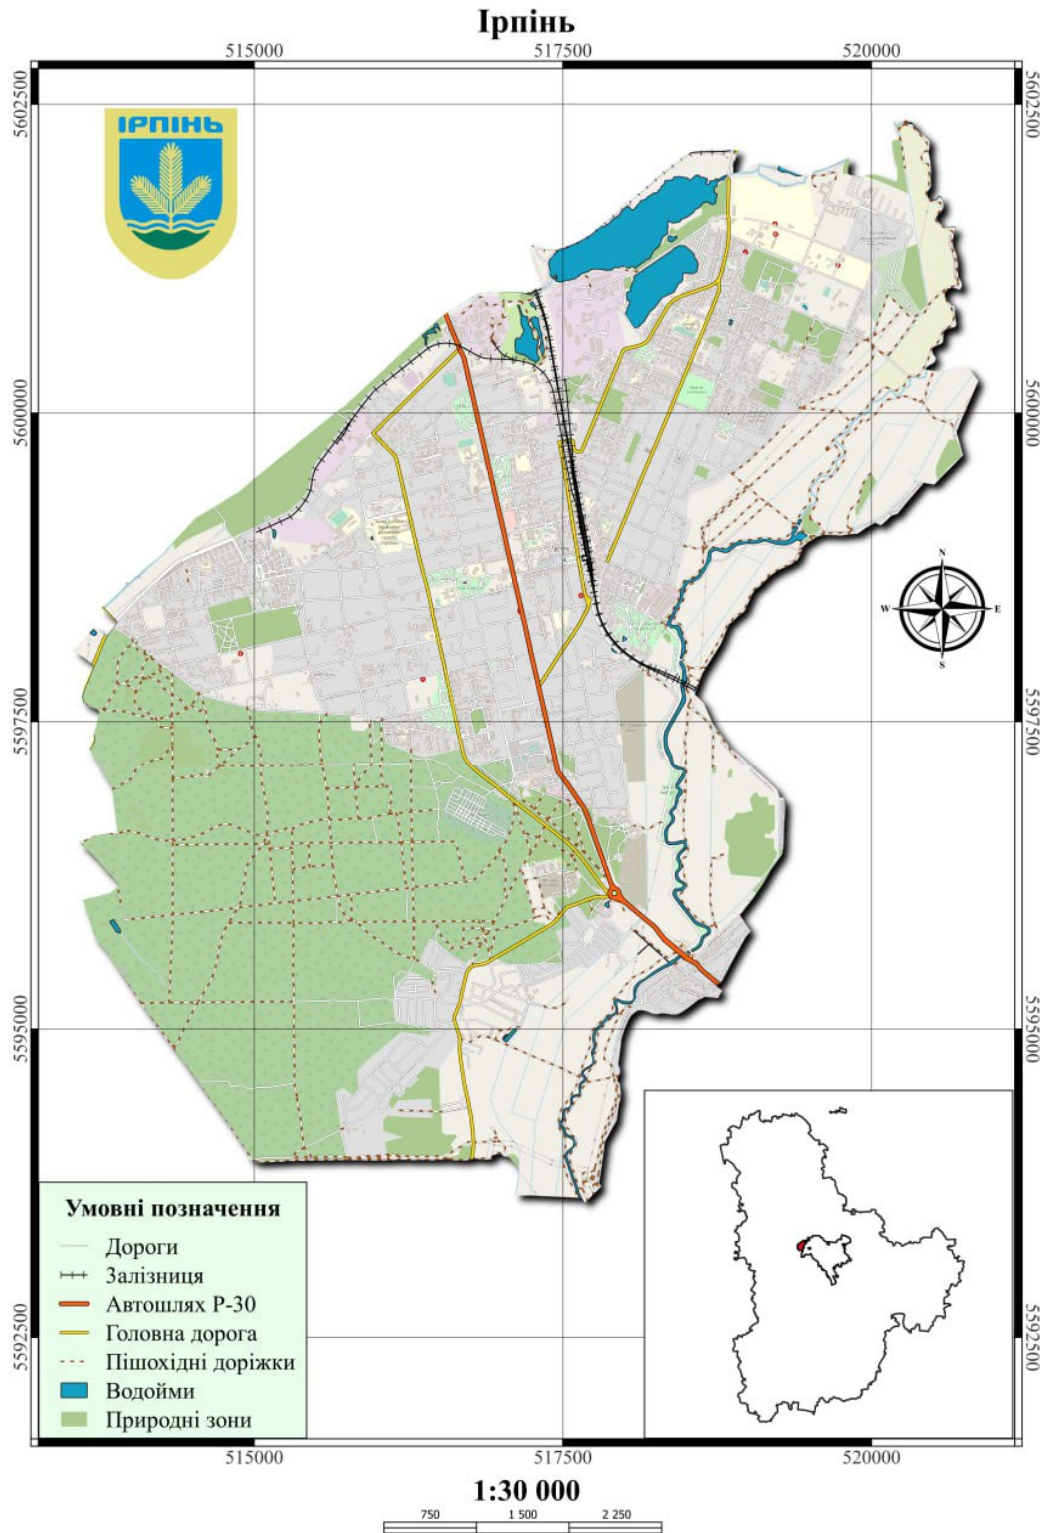 Ірпінь
515000 517500 520000
5602500 5602500
ІРПІНЬ
5600000 5600000
N
W E
S
5597500 5597500
5595000 5595000
Умовні позначення
Дороги
Залізниця
Автошлях Р-30
Головна дорога
Пішохідні доріжки
Водойми
Природні зони
5592500 5592500
515000 517500 520000
1:30 000
750 1 500 2 250